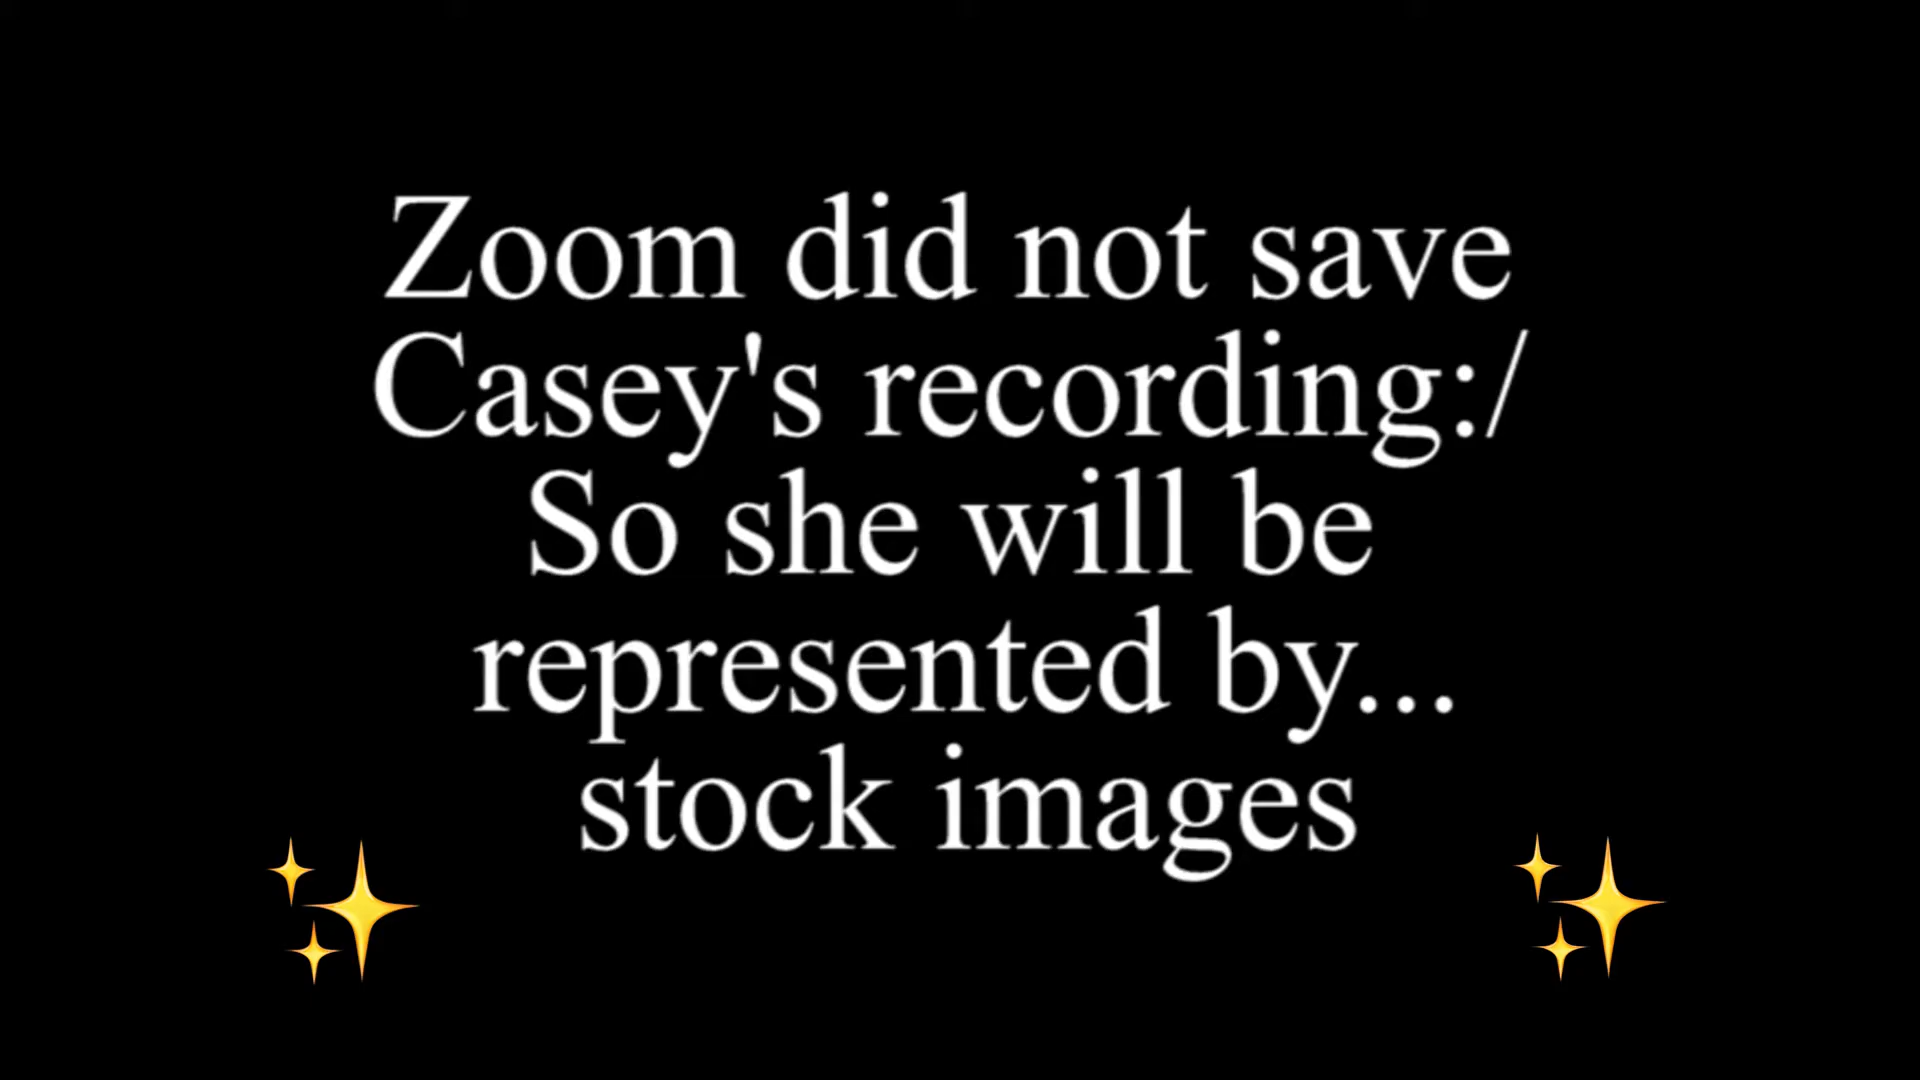 Zoom did not save
Casey's recording:/
So she will be
represented by...
stock images